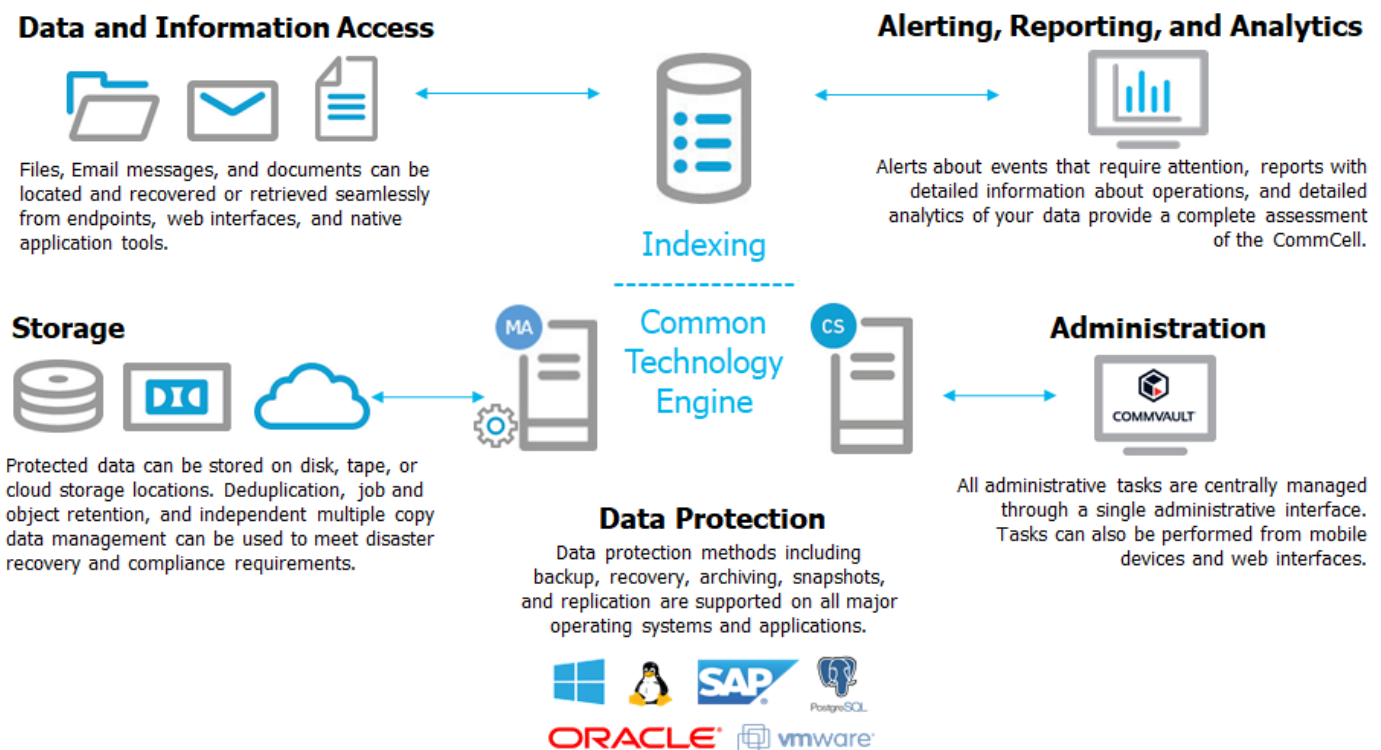 Data and Information Access
Files, Email messages, and documents can be
located and recovered or retrieved seamlessly
from endpoints, web interfaces, and native
application tools.
Indexing
Alerting, Reporting, and Analytics
Alerts about events that require attention, reports with
detailed information about operations, and detailed
analytics of your data provide a complete assessment
of the CommCell.
Storage
Protected data can be stored on disk, tape, or
cloud storage locations. Deduplication, job and
object retention, and independent multiple copy
data management can be used to meet disaster
recovery and compliance requirements.
MA
Common
Technology
Engine
CS
Administration
COMMVAULT
All administrative tasks are centrally managed
through a single administrative interface.
Tasks can also be performed from mobile
devices and web interfaces.
Data Protection
Data protection methods including
backup, recovery, archiving, snapshots,
and replication are supported on all major
operating systems and applications.
SAP
PostgreSQL
ORACLE
vmware